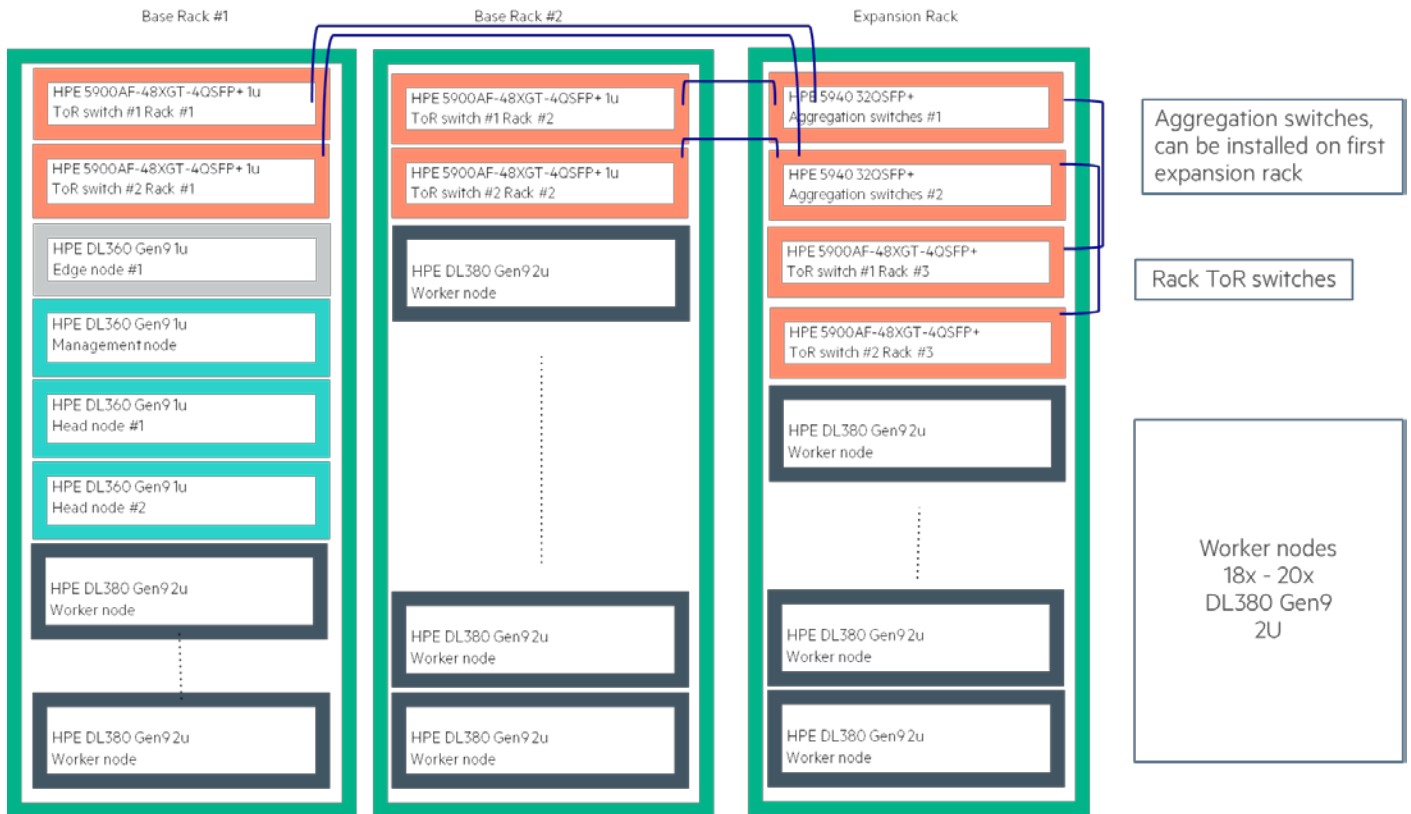 Base Rack #1
Base Rack #2
Expansion Rack
HPE 5900AF-48XGT-4QSFP+ 1u
ToR switch #1 Rack #1
HPE 5900AF-48XGT-4QSFP+ 1u
ToR switch #2 Rack #1
HPE DL360 Gen9 1u
Edge node #1
HPE DL360 Gen9 1u
Management node
HPE DL360 Gen9 1u
Head node #1
HPE DL360 Gen9 1u
Head node #2
HPE DL380 Gen9 2u
Worker node
HPE DL380 Gen9 2u
Worker node
HPE 5900AF-48XGT-4QSFP+ 1u
ToR switch #1 Rack #2
HPE 5900AF-48XGT-4QSFP+ 1u
ToR switch #2 Rack #2
HPE DL380 Gen9 2u
Worker node
HPE DL380 Gen9 2u
Worker node
HPE DL380 Gen9 2u
Worker node
HPE 5940 32QSFP+
Aggregation switches #1
HPE 5940 32QSFP+
Aggregation switches #2
HPE 5900AF-48XGT-4QSFP+
ToR switch #1 Rack #3
HPE 5900AF-48XGT-4QSFP+
ToR switch #2 Rack #3
HPE DL380 Gen9 2u
Worker node
HPE DL380 Gen9 2u
Worker node
HPE DL380 Gen9 2u
Worker node
Aggregation switches,
can be installed on first
expansion rack
Rack ToR switches
Worker nodes
18x - 20x
DL380 Gen9
2U